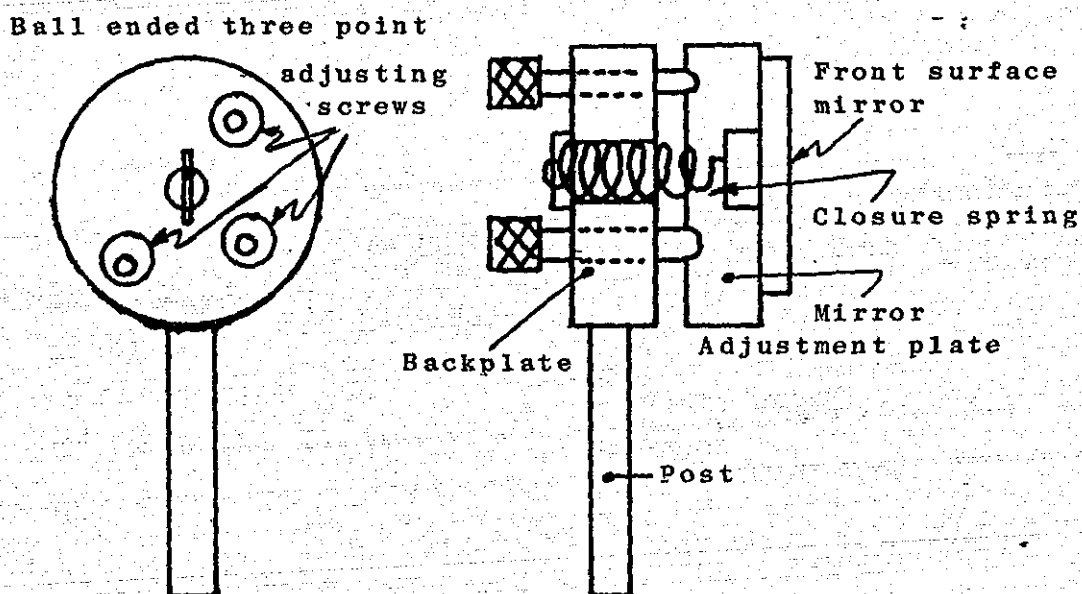 Ball ended three point
adjusting
screws
Front surface
mirror
Closure spring
Mirror
Adjustment plate
Backplate
Post